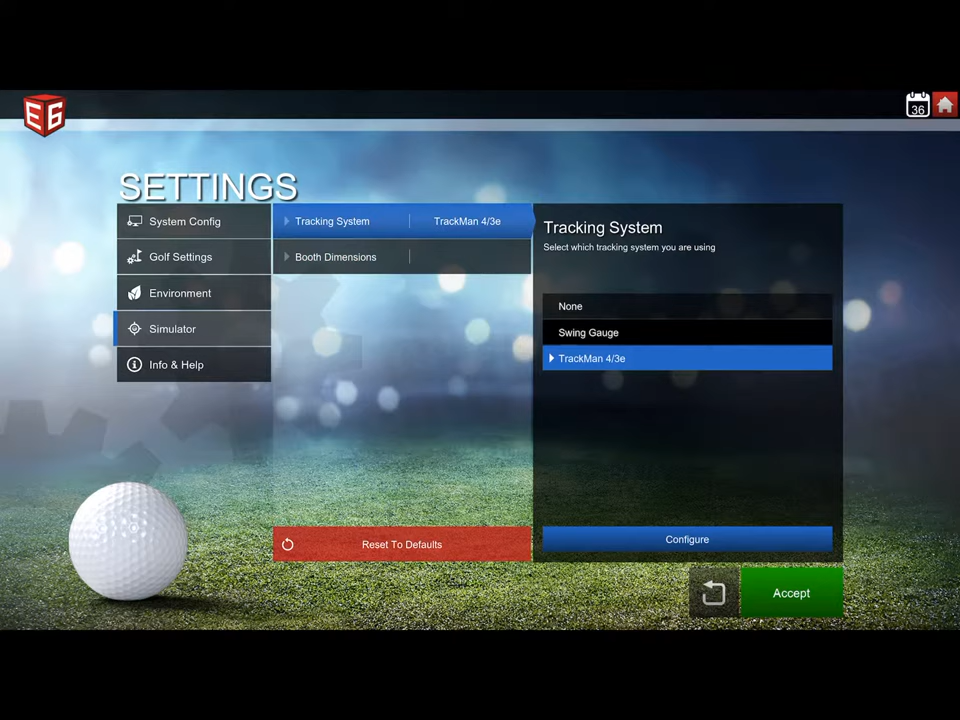 E6
36
SETTINGS
System Config
Golf Settings
Environment
Simulator
Info & Help
Tracking System
TrackMan 4/3e
Booth Dimensions
Reset To Defaults
Tracking System
Select which tracking system you are using
None
Swing Gauge
TrackMan 4/3e
Configure
Accept